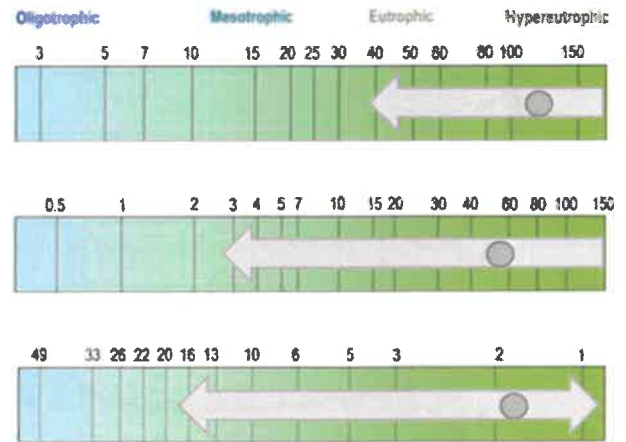 Oligotrophic Mesotrophic Eutrophic Hypereutrophic
3 5 7 10 15 20 25 30 40 50 60 80 100 150
0.5 1 2 3 4 5 7 10 15 20 30 40 60 80 100 150
49 33 26 22 20 16 13 10 6 5 3 2 1